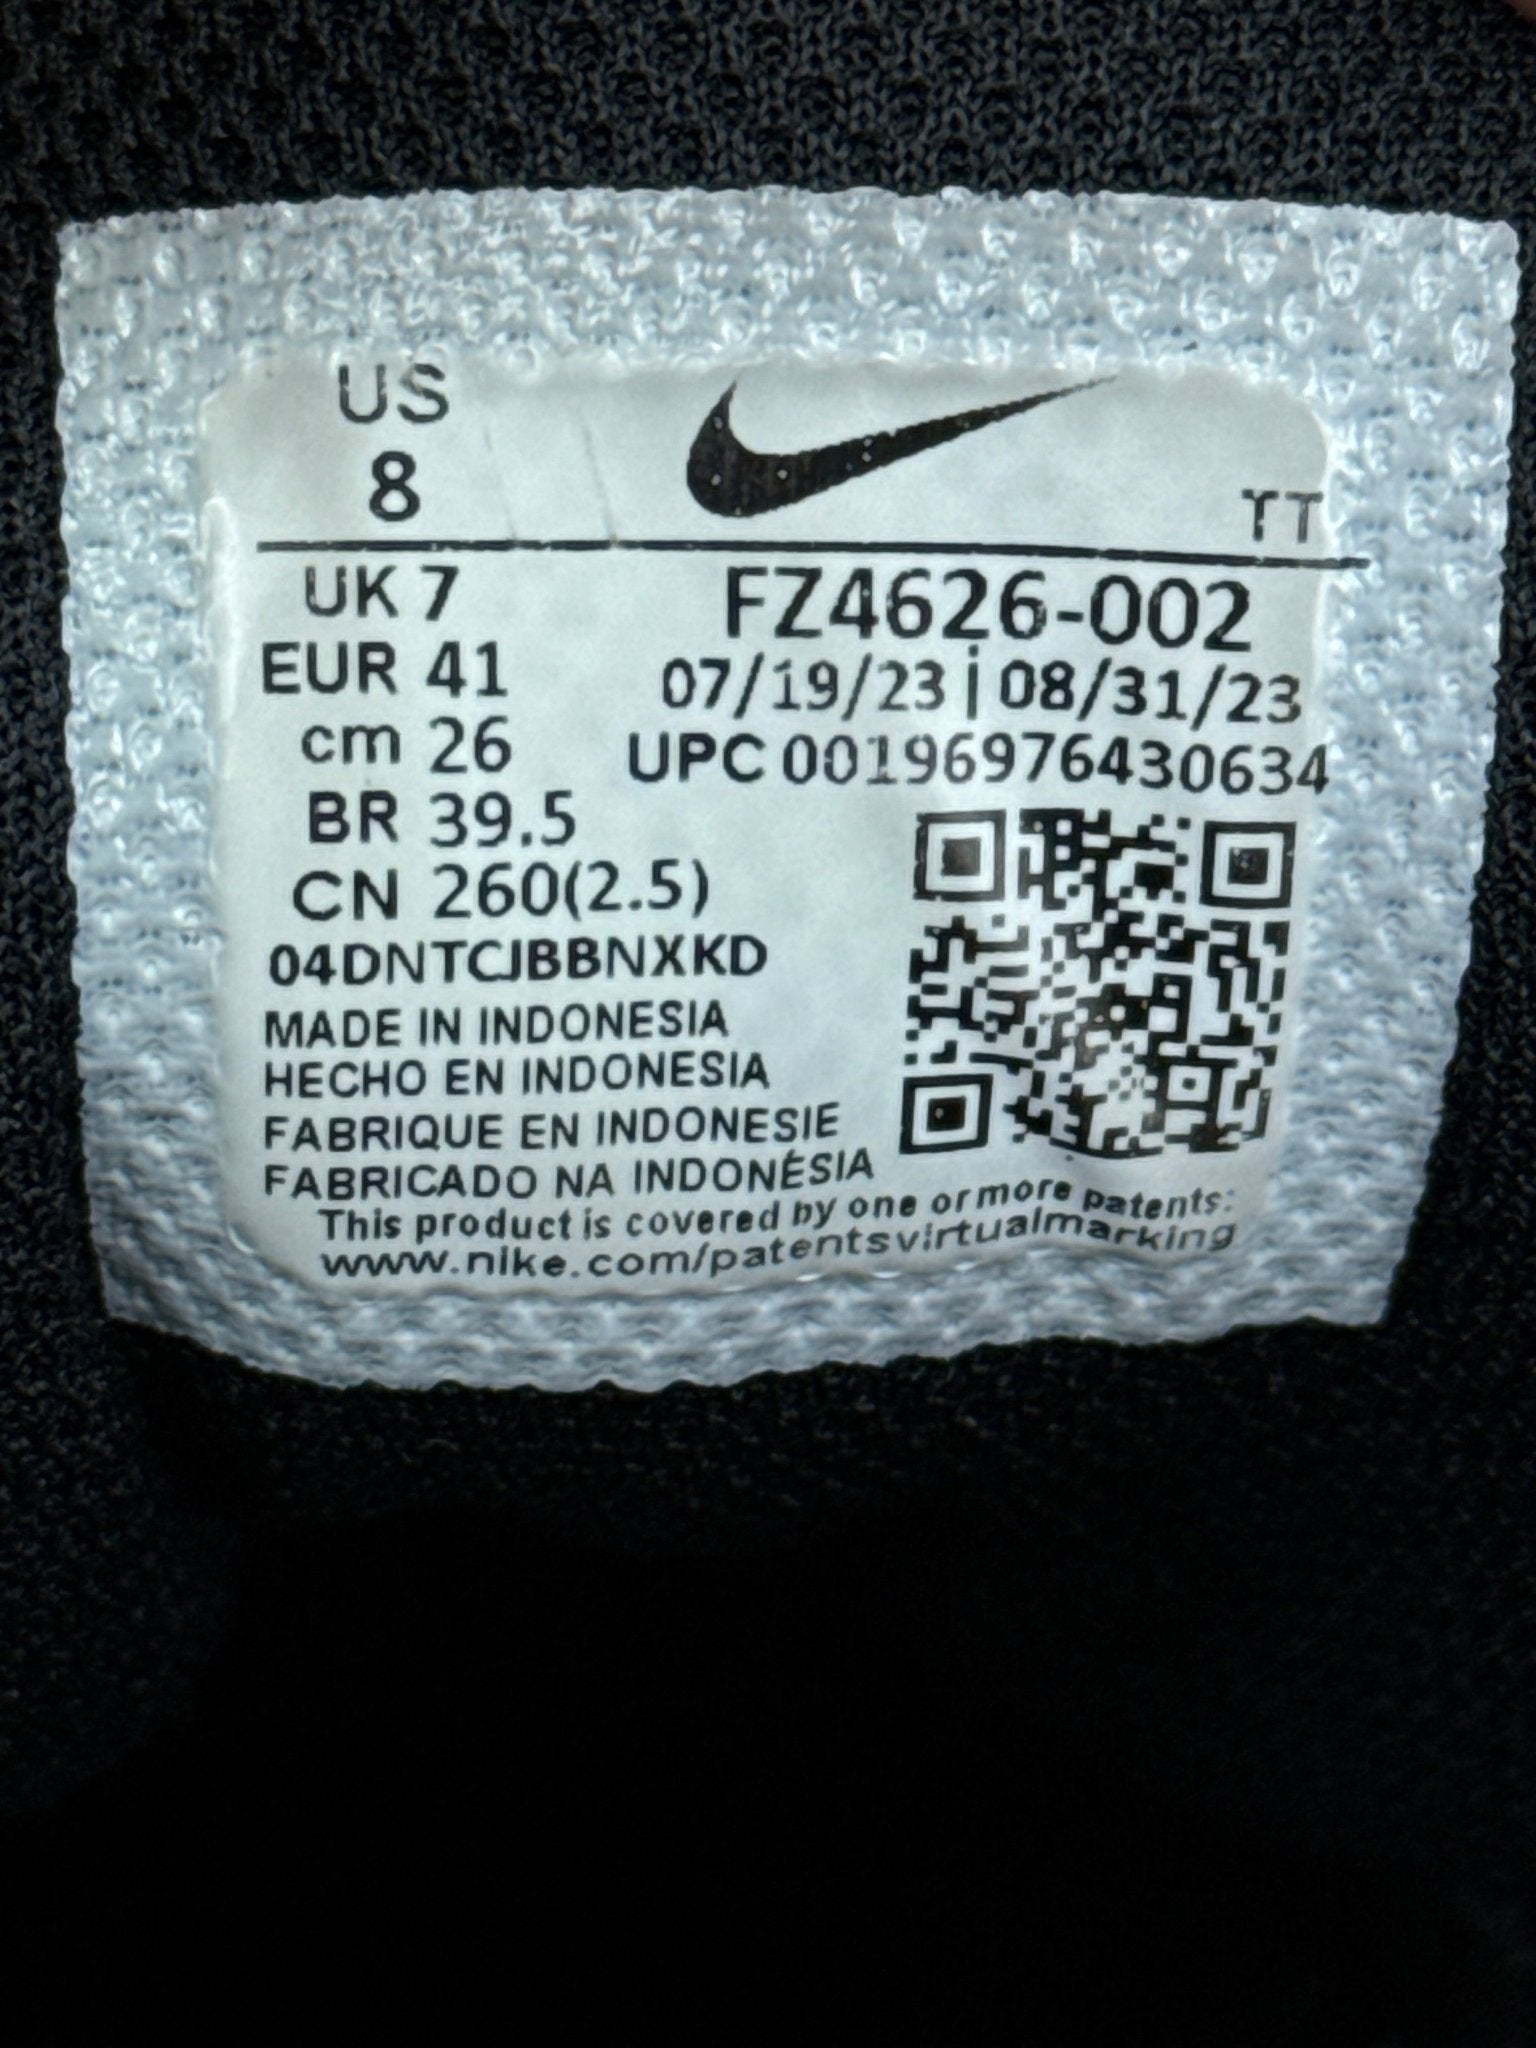 US
8
TT
UK 7
EUR 41
cm 26
BR 39.5
CN 260(2.5)
FZ4626-002
07/19/23 | 08/31/23
UPC 00196976430634
04DNTCJBBNXKD
MADE IN INDONESIA
HECHO EN INDONESIA
FABRIQUE EN INDONESIE
FABRICADO NA INDONÉSIA
This product is covered by one or more patents:
www.nike.com/patentsvirtualmarking